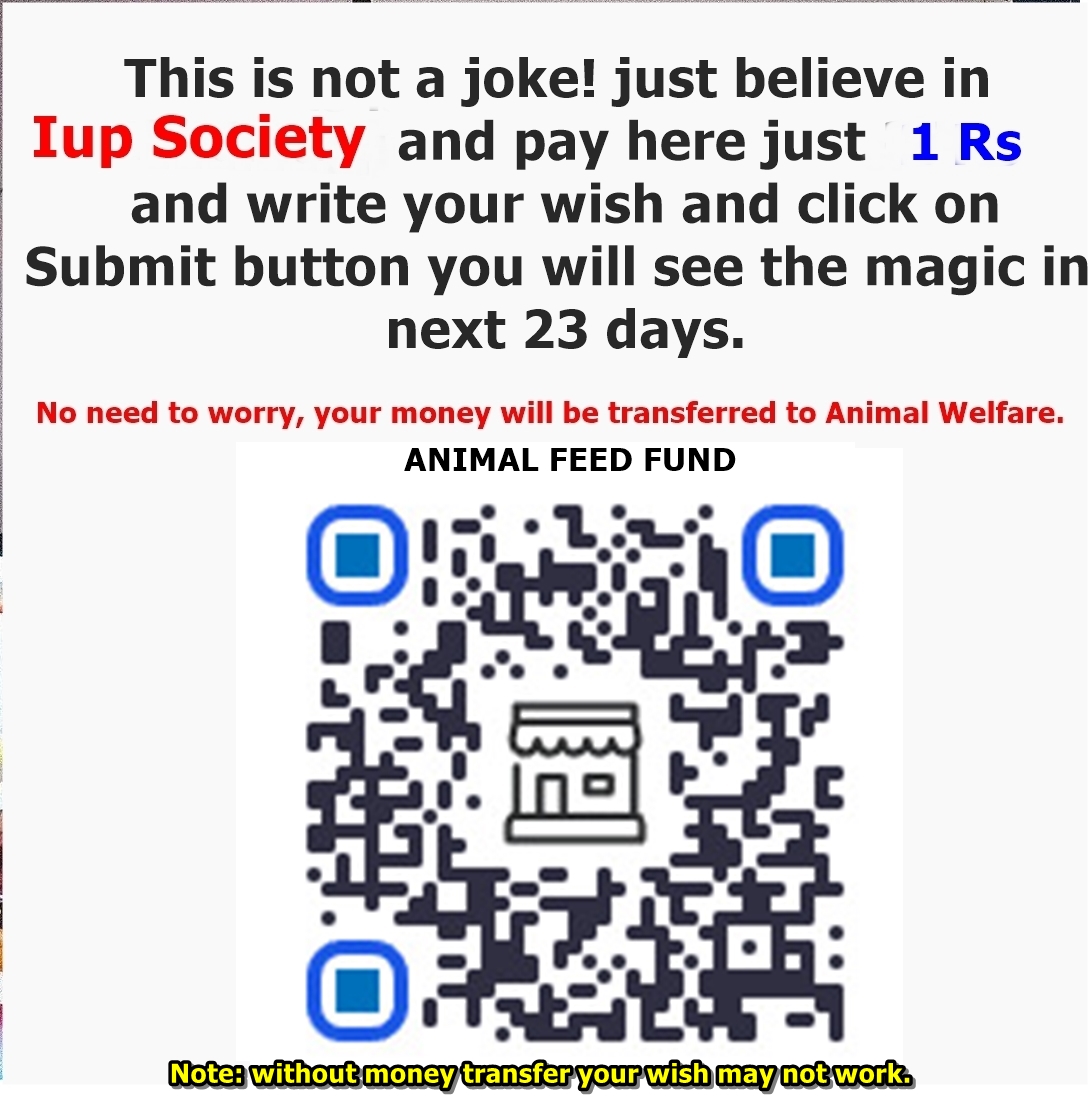 This is not a joke! just believe in
Iup Society and pay here just 1 Rs
and write your wish and click on
Submit button you will see the magic in
next 23 days.
No need to worry, your money will be transferred to Animal Welfare.
ANIMAL FEED FUND
Note: without money transfer your wish may not work.